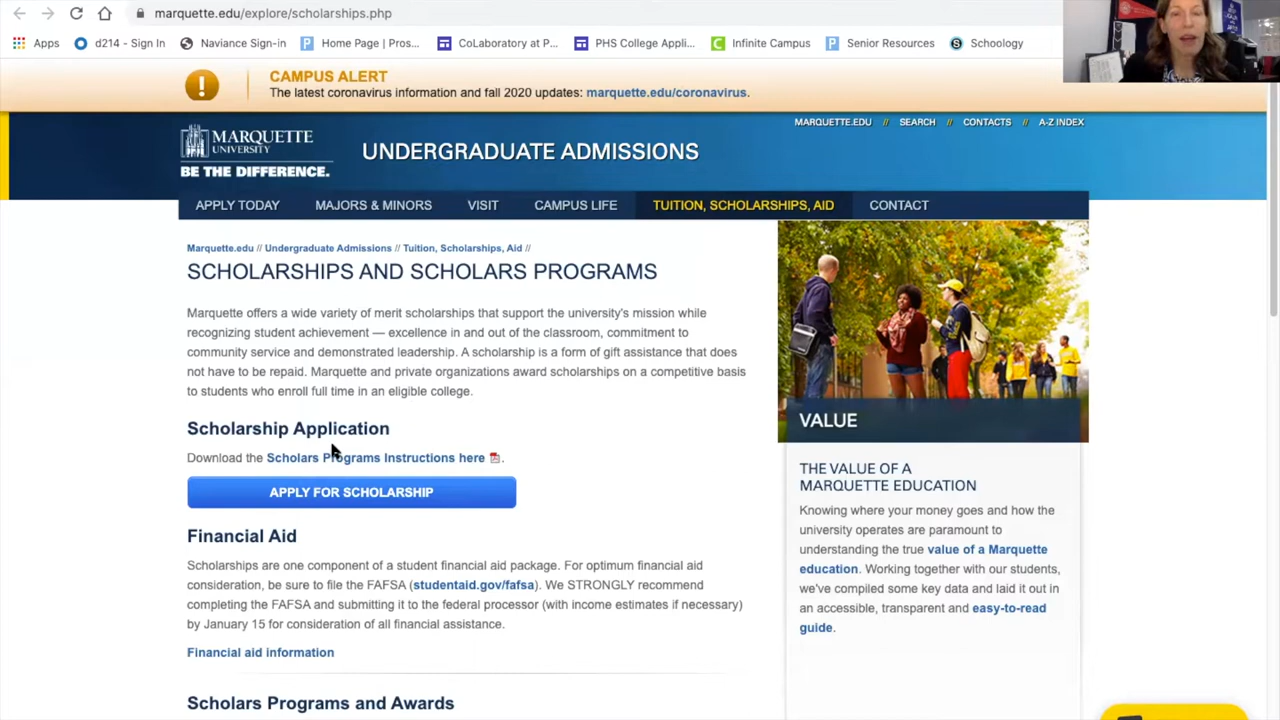 marquette.edu/explore/scholarships.php
Apps d214 - Sign In Naviance Sign-in Home Page | Pros... CoLaboratory at P... PHS College Appli... Infinite Campus Senior Resources Schoology
CAMPUS ALERT
The latest coronavirus information and fall 2020 updates: marquette.edu/coronavirus.
MARQUETTE.EDU // SEARCH // CONTACTS // A-Z INDEX
MARQUETTE
UNIVERSITY
BE THE DIFFERENCE.
UNDERGRADUATE ADMISSIONS
APPLY TODAY MAJORS & MINORS VISIT CAMPUS LIFE TUITION, SCHOLARSHIPS, AID CONTACT
Marquette.edu // Undergraduate Admissions // Tuition, Scholarships, Aid //
SCHOLARSHIPS AND SCHOLARS PROGRAMS
Marquette offers a wide variety of merit scholarships that support the university's mission while
recognizing student achievement — excellence in and out of the classroom, commitment to
community service and demonstrated leadership. A scholarship is a form of gift assistance that does
not have to be repaid. Marquette and private organizations award scholarships on a competitive basis
to students who enroll full time in an eligible college.
Scholarship Application
Download the Scholars Programs Instructions here .
APPLY FOR SCHOLARSHIP
Financial Aid
Scholarships are one component of a student financial aid package. For optimum financial aid
consideration, be sure to file the FAFSA (studentaid.gov/fafsa). We STRONGLY recommend
completing the FAFSA and submitting it to the federal processor (with income estimates if necessary)
by January 15 for consideration of all financial assistance.
Financial aid information
Scholars Programs and Awards
VALUE
THE VALUE OF A
MARQUETTE EDUCATION
Knowing where your money goes and how the
university operates are paramount to
understanding the true value of a Marquette
education. Working together with our students,
we've compiled some key data and laid it out in
an accessible, transparent and easy-to-read
guide.